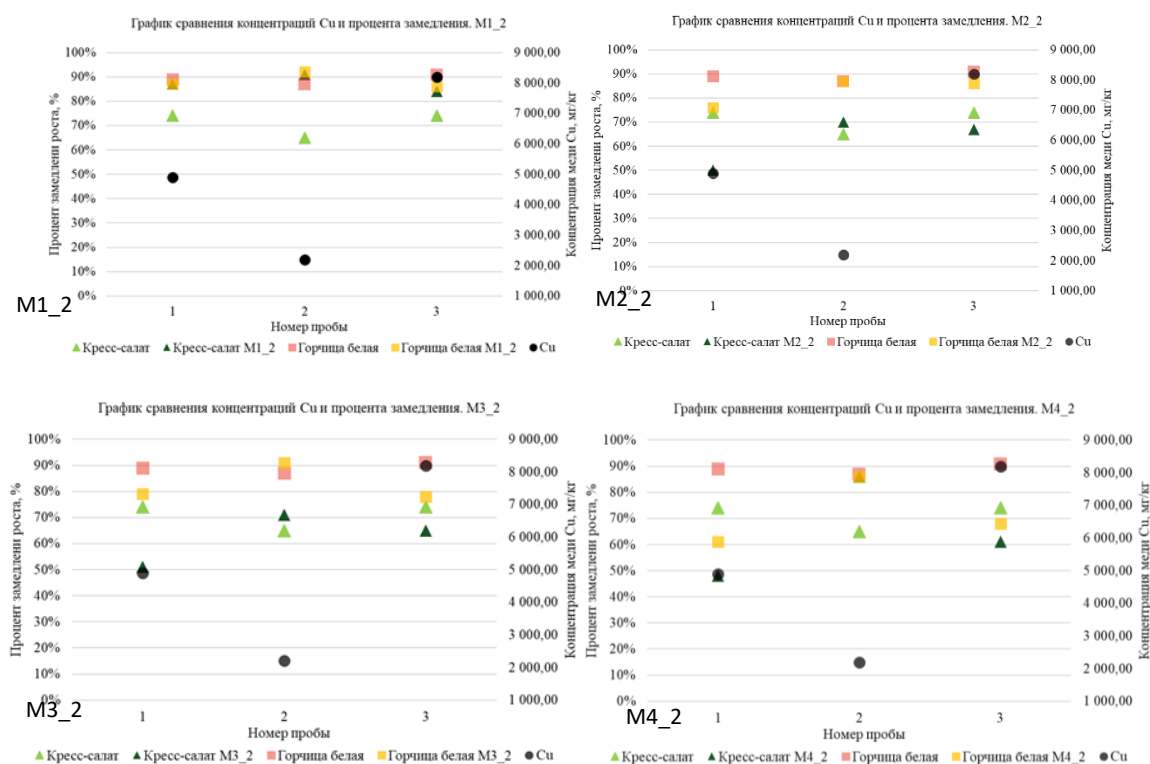 График сравнения концентраций Cu и процента замедления. M1_2
Процент замедлени роста, %
100%
90%
80%
70%
60%
50%
40%
30%
20%
10%
0%
9 000,00
8 000,00
7 000,00
6 000,00
5 000,00
4 000,00
3 000,00
2 000,00
1 000,00
Концентрация меди Cu, мг/кг
1 2 3
Номер пробы
M1_2
Кресс-салат Кресс-салат M1_2 Горчица белая Горчица белая M1_2 Cu
График сравнения концентраций Cu и процента замедления. M2_2
Процент замедлени роста, %
100%
90%
80%
70%
60%
50%
40%
30%
20%
10%
0%
9 000,00
8 000,00
7 000,00
6 000,00
5 000,00
4 000,00
3 000,00
2 000,00
1 000,00
Концентрация меди Cu, мг/кг
1 2 3
Номер пробы
M2_2
Кресс-салат Кресс-салат M2_2 Горчица белая Горчица белая M2_2 Cu
График сравнения концентраций Cu и процента замедления. M3_2
Процент замедлени роста, %
100%
90%
80%
70%
60%
50%
40%
30%
20%
10%
0%
9 000,00
8 000,00
7 000,00
6 000,00
5 000,00
4 000,00
3 000,00
2 000,00
1 000,00
Концентрация меди Cu, мг/кг
1 2 3
Номер пробы
M3_2
Кресс-салат Кресс-салат M3_2 Горчица белая Горчица белая M3_2 Cu
График сравнения концентраций Cu и процента замедления. M4_2
Процент замедлени роста, %
100%
90%
80%
70%
60%
50%
40%
30%
20%
10%
0%
9 000,00
8 000,00
7 000,00
6 000,00
5 000,00
4 000,00
3 000,00
2 000,00
1 000,00
Концентрация меди Cu, мг/кг
1 2 3
Номер пробы
M4_2
Кресс-салат Кресс-салат M4_2 Горчица белая Горчица белая M4_2 Cu